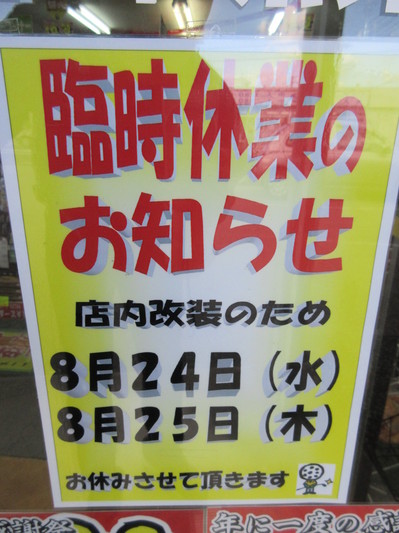 臨時休業の
お知らせ
店内改装のため
8月24日（水）
8月25日（木）
お休みさせて頂きます
謝祭
年に一度の感